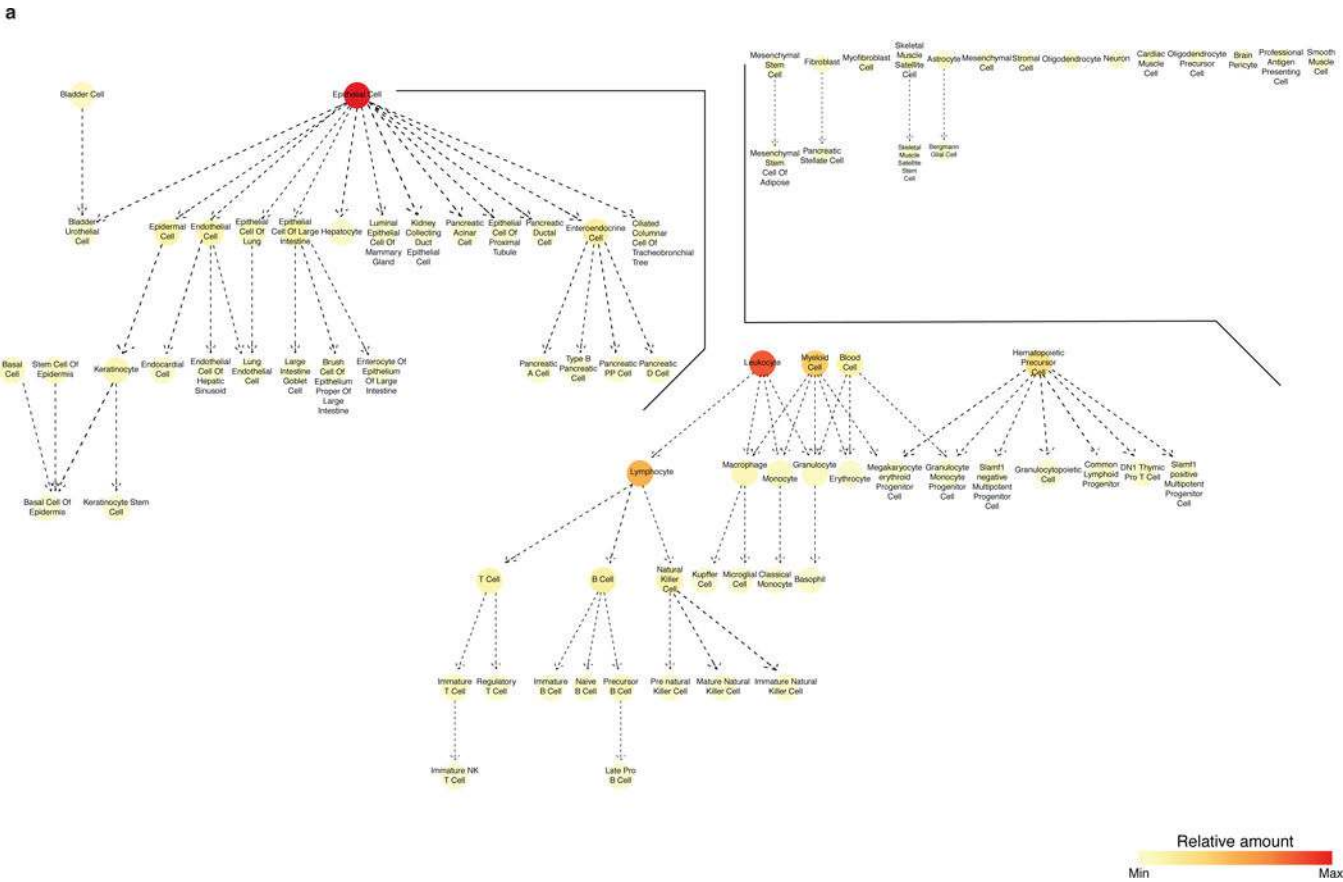 a
Bladder Cell
Epithelial Cell
Bladder
Urothelial
Cell
Epidermal
Cell
Endothelial
Cell
Epithelial
Cell Of
Lung
Epithelial
Cell Of Large
Intestine
Hepatocyte
Luminal
Epithelial
Cell Of
Mammary
Gland
Kidney
Collecting
Duct
Epithelial
Cell
Pancreatic
Acinar
Cell
Epithelial
Cell Of
Proximal
Tubule
Pancreatic
Ductal
Cell
Enteroendocrine
Cell
Ciliated
Columnar
Cell Of
Tracheobronchial
Tree
Basal
Cell
Stem Cell Of
Epidermis
Keratinocyte
Endocardial
Cell
Endothelial
Cell Of
Hepatic
Sinusoid
Lung
Endothelial
Cell
Large
Intestine
Goblet
Cell
Brush
Cell Of
Epithelium
Proper Of
Large
Intestine
Enterocyte Of
Epithelium
Of Large
Intestine
Pancreatic
A Cell
Type B
Pancreatic
Cell
Pancreatic
PP Cell
Pancreatic
D Cell
Basal Cell Of
Epidermis
Keratinocyte Stem
Cell
Mesenchymal
Stem
Cell
Fibroblast
Myofibroblast
Cell
Skeletal
Muscle
Satellite
Cell
Astrocyte
Mesenchymal
Cell
Stromal
Cell
Oligodendrocyte
Neuron
Cardiac
Muscle
Cell
Oligodendrocyte
Precursor
Cell
Brain
Pericyte
Professional
Antigen
Presenting
Cell
Smooth
Muscle
Cell
Mesenchymal
Stem
Cell Of
Adipose
Pancreatic
Stellate Cell
Skeletal
Muscle
Satellite
Stem
Cell
Bergmann
Glial Cell
Leukocyte
Myeloid
Cell
Blood
Cell
Hematopoietic
Precursor
Cell
Lymphocyte
Macrophage
Monocyte
Granulocyte
Erythrocyte
Megakaryocyte
erythroid
Progenitor
Cell
Granulocyte
Monocyte
Progenitor
Cell
Slamf1
negative
Multipotent
Progenitor
Cell
Granulocytopoietic
Cell
Common
Lymphoid
Progenitor
DN1 Thymic
Pro T Cell
Slamf1
positive
Multipotent
Progenitor
Cell
T Cell
B Cell
Natural
Killer
Cell
Kupffer
Cell
Microglial
Cell
Classical
Monocyte
Basophil
Immature
T Cell
Regulatory
T Cell
Immature
B Cell
Naive
B Cell
Precursor
B Cell
Pre natural
Killer Cell
Mature Natural
Killer Cell
Immature Natural
Killer Cell
Immature NK
T Cell
Late Pro
B Cell
Relative amount
Min
Max